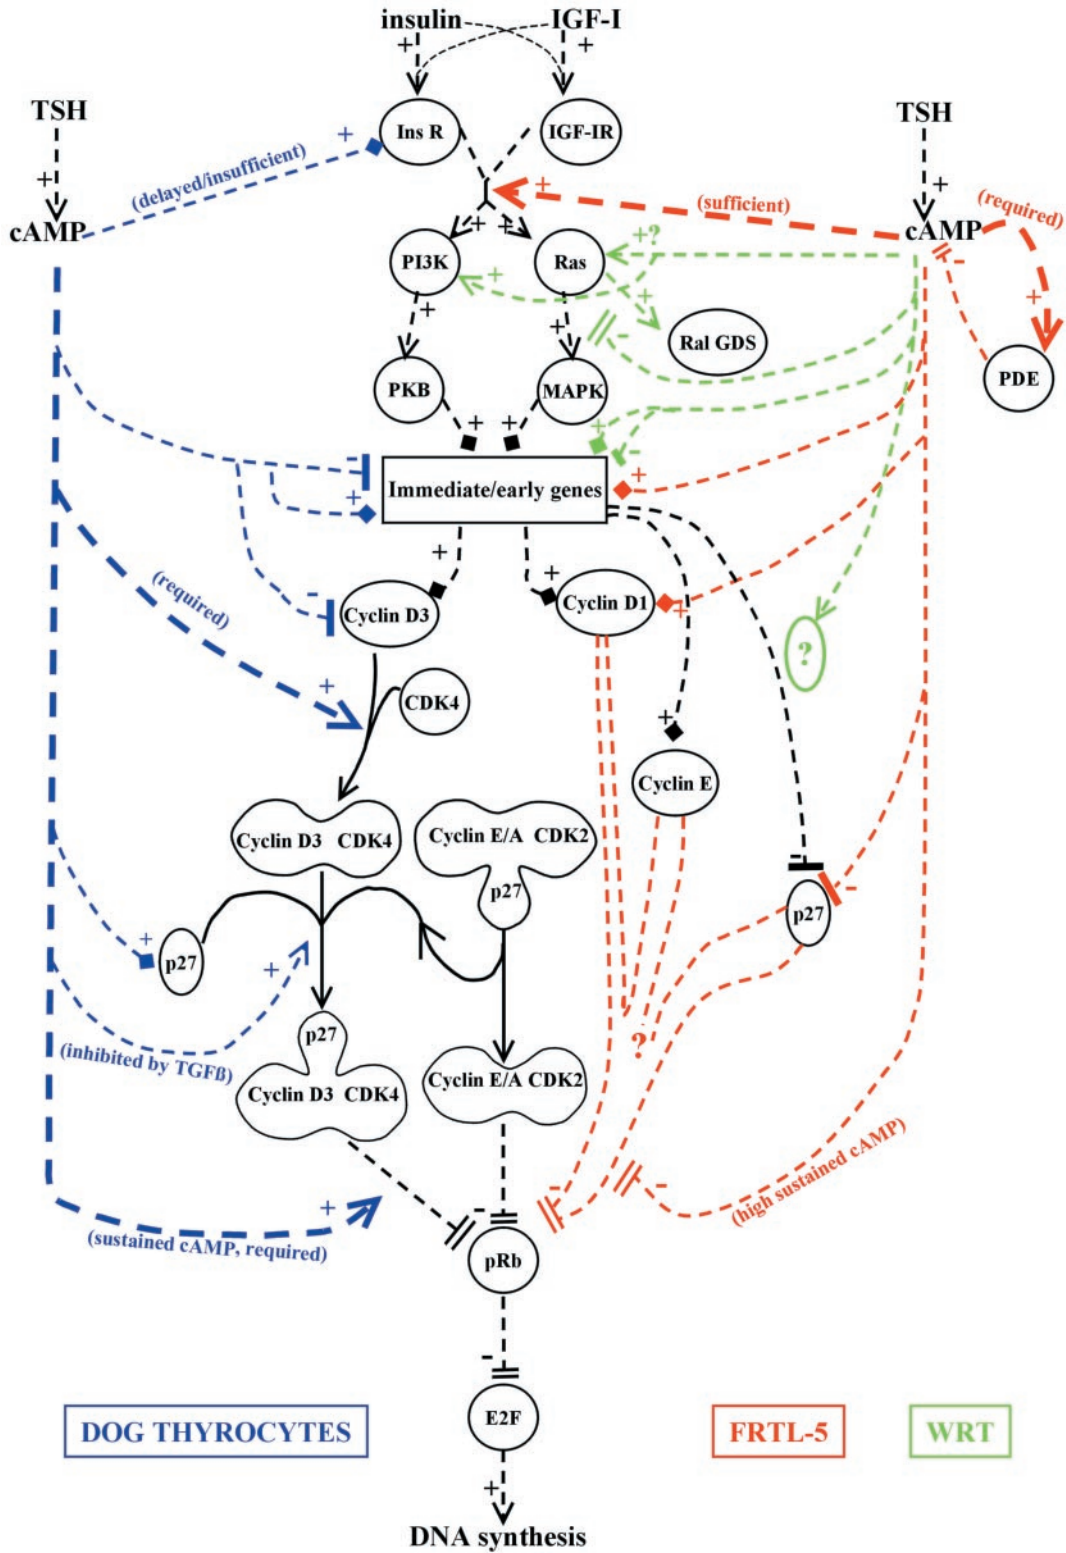 insulin
IGF-I
+
+
TSH
TSH
Ins R
IGF-IR
+
(delayed/insufficient)
+
+
(sufficient)
+
(required)
cAMP
cAMP
+
+
+?
-
PI3K
Ras
+
+
+
+
+
-
Ral GDS
PKB
MAPK
PDE
+
+
+
-
-
+
+
Immediate/early genes
+
+
-
(required)
Cyclin D3
Cyclin D1
+
?
+
CDK4
+
Cyclin E
Cyclin D3 CDK4
Cyclin E/A CDK2
-
-
p27
p27
+
p27
+
p27
?
(inhibited by TGFß)
Cyclin D3 CDK4
Cyclin E/A CDK2
(high sustained cAMP)
-
-
+
-
(sustained cAMP, required)
pRb
-
DOG THYROCYTES
E2F
FRTL-5
WRT
+
DNA synthesis